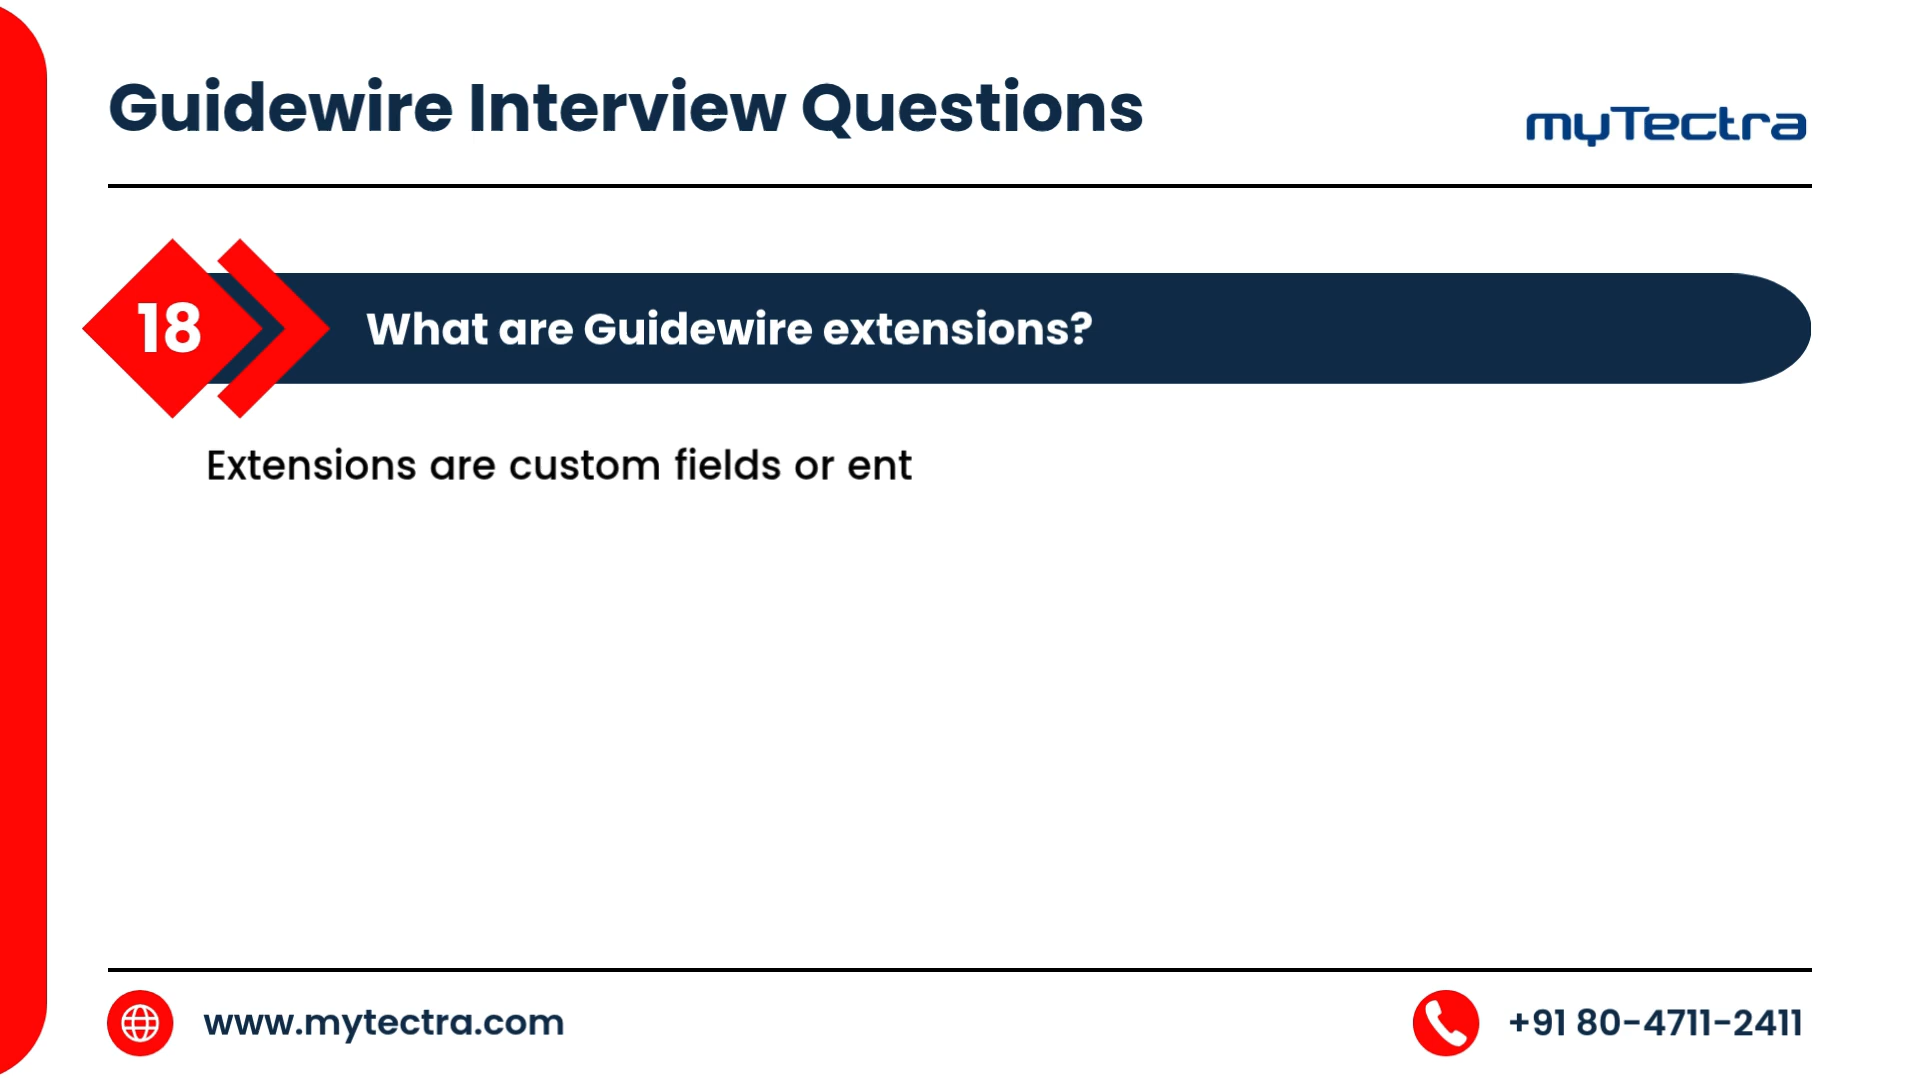 Guidewire Interview Questions
myTectra
18
What are Guidewire extensions?
Extensions are custom fields or ent
www.mytectra.com
+91 80-4711-2411